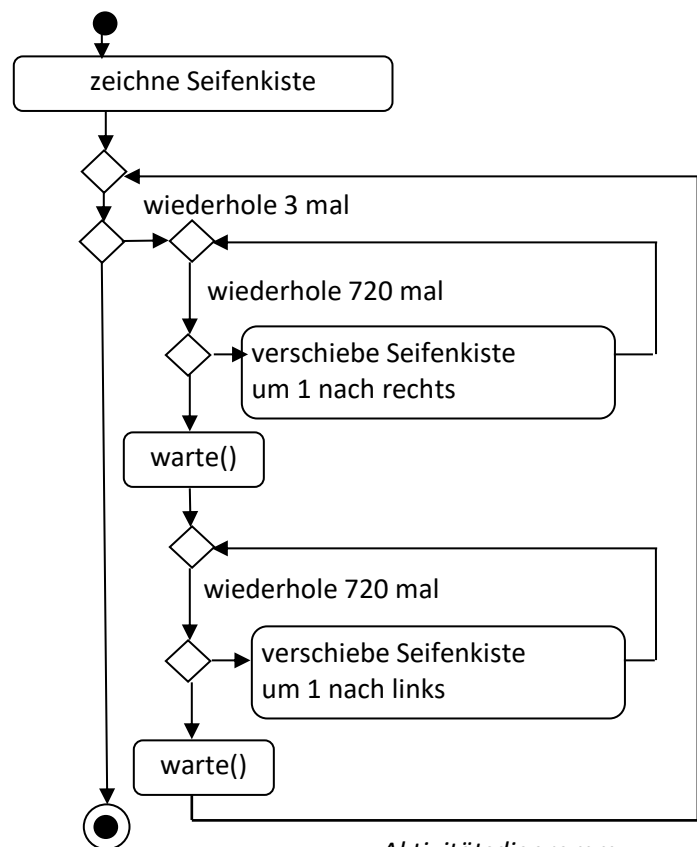 zeichne Seifenkiste
wiederhole 3 mal
wiederhole 720 mal
verschiebe Seifenkiste
um 1 nach rechts
warte()
wiederhole 720 mal
verschiebe Seifenkiste
um 1 nach links
warte()